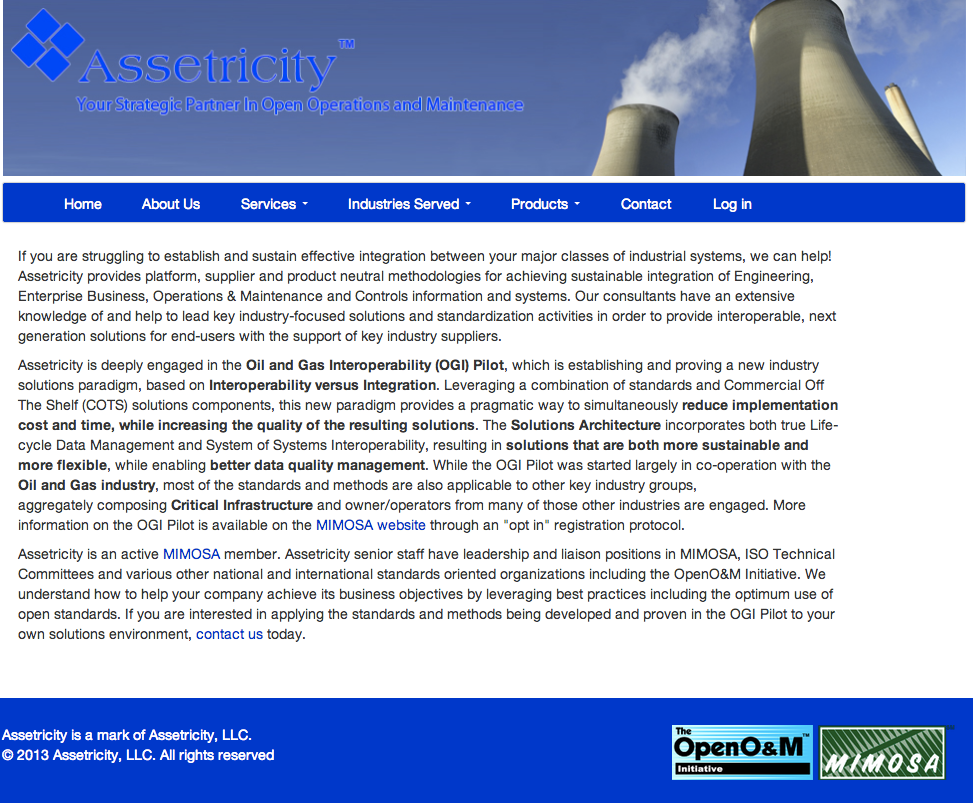 Assetricity™
Your Strategic Partner In Open Operations and Maintenance
Home About Us Services Industries Served Products Contact Log in
If you are struggling to establish and sustain effective integration between your major classes of industrial systems, we can help!
Assetricity provides platform, supplier and product neutral methodologies for achieving sustainable integration of Engineering,
Enterprise Business, Operations & Maintenance and Controls information and systems. Our consultants have an extensive
knowledge of and help to lead key industry-focused solutions and standardization activities in order to provide interoperable, next
generation solutions for end-users with the support of key industry suppliers.
Assetricity is deeply engaged in the Oil and Gas Interoperability (OGI) Pilot, which is establishing and proving a new industry
solutions paradigm, based on Interoperability versus Integration. Leveraging a combination of standards and Commercial Off
The Shelf (COTS) solutions components, this new paradigm provides a pragmatic way to simultaneously reduce implementation
cost and time, while increasing the quality of the resulting solutions. The Solutions Architecture incorporates both true Life-
cycle Data Management and System of Systems Interoperability, resulting in solutions that are both more sustainable and
more flexible, while enabling better data quality management. While the OGI Pilot was started largely in co-operation with the
Oil and Gas industry, most of the standards and methods are also applicable to other key industry groups,
aggregately composing Critical Infrastructure and owner/operators from many of those other industries are engaged. More
information on the OGI Pilot is available on the MIMOSA website through an "opt in" registration protocol.
Assetricity is an active MIMOSA member. Assetricity senior staff have leadership and liaison positions in MIMOSA, ISO Technical
Committees and various other national and international standards oriented organizations including the OpenO&M Initiative. We
understand how to help your company achieve its business objectives by leveraging best practices including the optimum use of
open standards. If you are interested in applying the standards and methods being developed and proven in the OGI Pilot to your
own solutions environment, contact us today.
Assetricity is a mark of Assetricity, LLC.
© 2013 Assetricity, LLC. All rights reserved
The
OpenO&M™
Initiative
MIMOSA